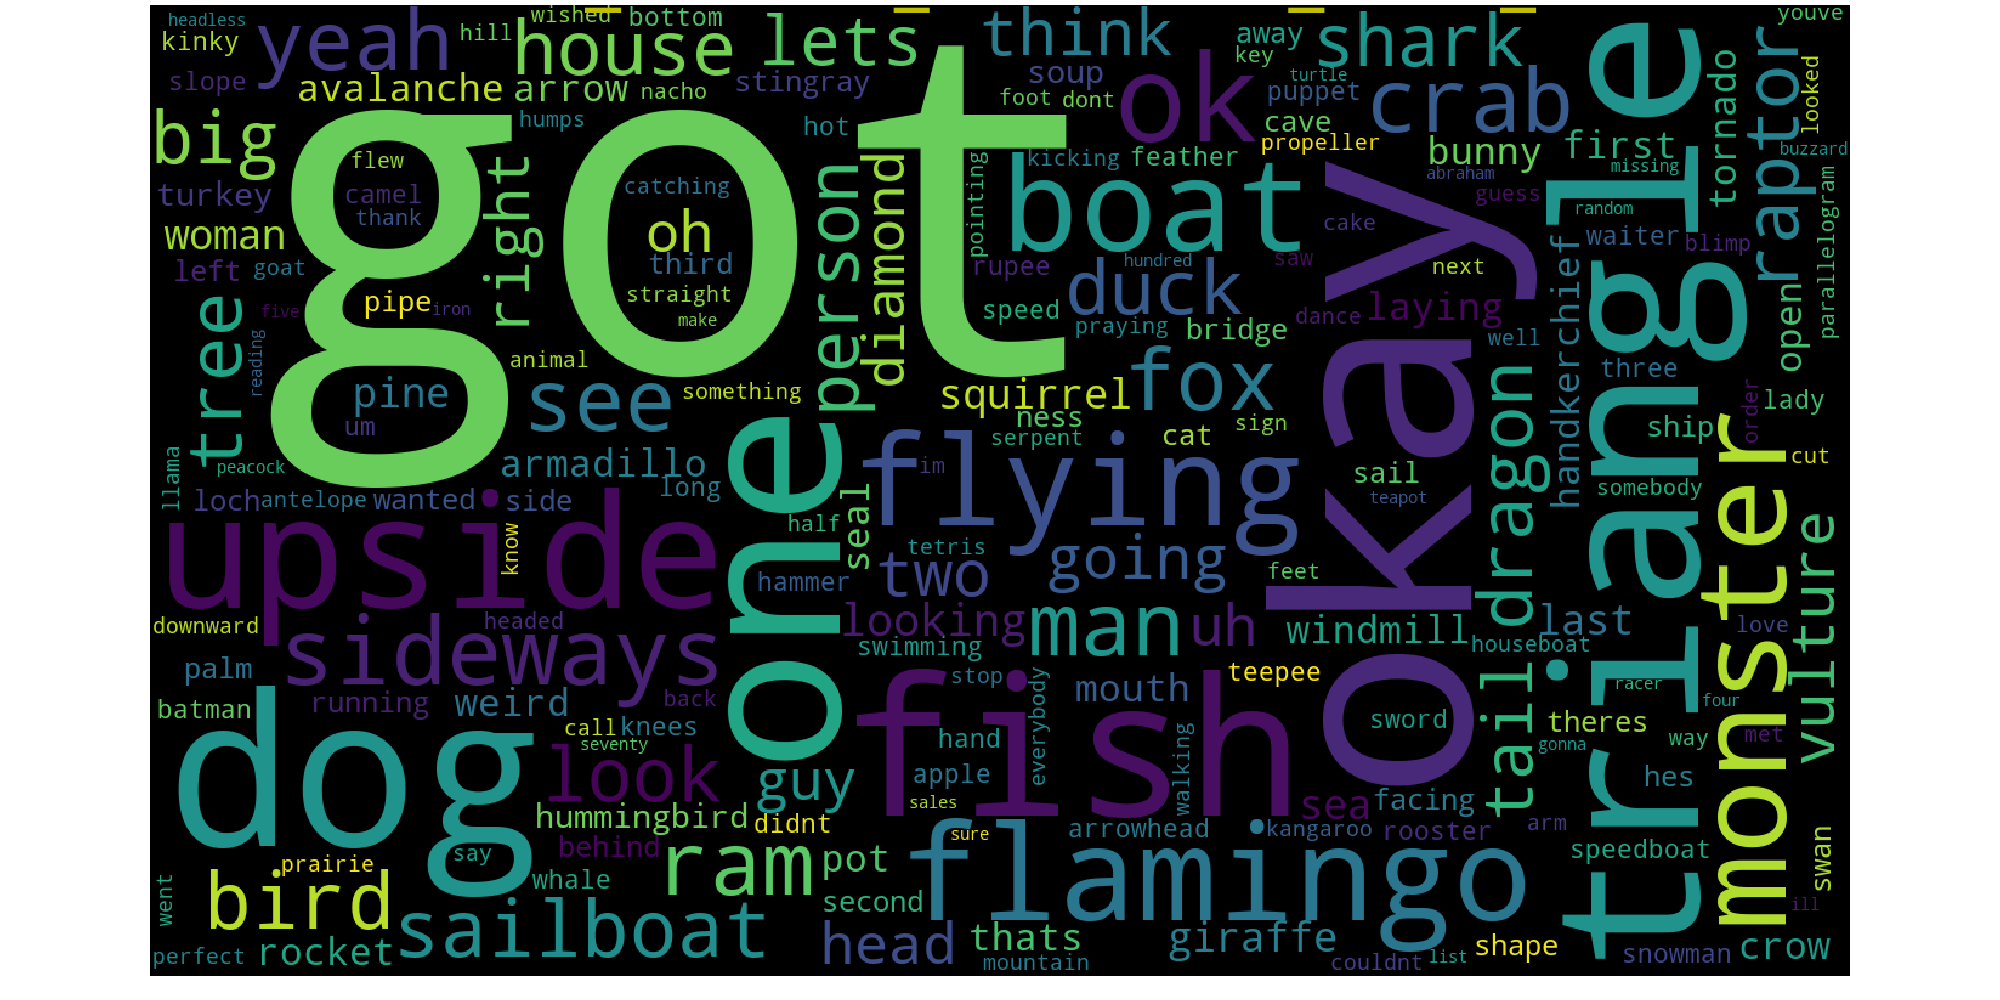 headless
wished
bottom
youve
kinky
yeah
hill
house
lets
think
away
shark
key
slope
avalanche
arrow
nacho
stingray
soup
turtle
ok
puppet
crab
tornado
raptor
looked
foot
dont
big
got
humps
hot
cave
propeller
bunny
first
buzzard
flew
right
person
diamond
pointing
kicking
feather
abraham
missing
turkey
camel
thank
catching
boat
okay
guess
triangle
random
parallelogram
woman
oh
cake
handkerchief
waiter
blimp
left
goat
third
rupee
duck
hundred
saw
next
open
pipe
iron
five
straight
make
speed
dance
laying
tree
reading
praying
bridge
well
animal
three
pine
see
something
squirrel
fox
order
lady
um
ness
sign
ship
monster
peacock
armadillo
serpent
cat
cut
llama
long
flying
im
sail
dragon
somebody
loch
antelope
wanted
side
seal
teapot
upside
know
one
half
vulture
tetris
going
hammer
two
feet
downward
sideways
headed
looking
man
uh
windmill
last
love
swimming
houseboat
palm
stop
everybody
teepee
tail
racer
batman
running
weird
back
fish
mouth
four
dog
call
knees
sword
theres
seventy
hand
gonna
way
met
look
guy
apple
walking
hes
sales
sea
facing
hummingbird
didnt
sure
arrowhead
kangaroo
rooster
arm
say
behind
ram
pot
flamingo
speedboat
swan
prairie
went
bird
whale
second
ill
sailboat
rocket
head
thats
giraffe
shape
crow
perfect
mountain
couldnt
list
snowman